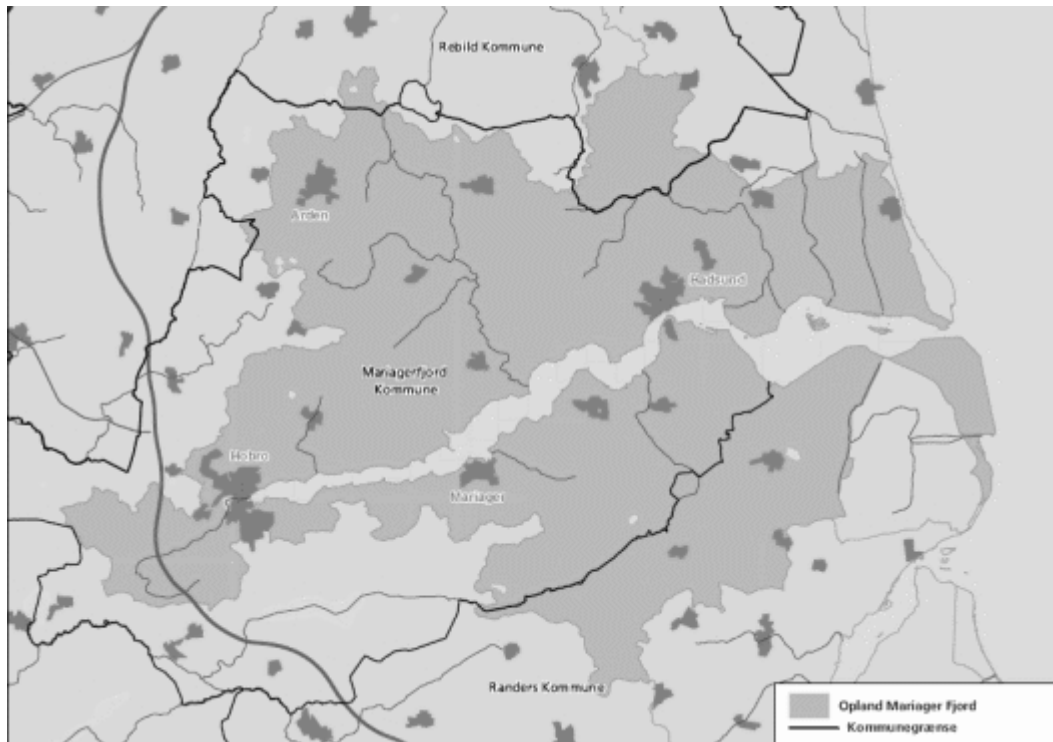 Rebild Kommune
Arden
Hadsund
Mariagerfjord
Kommune
Hobro
Mariager
Randers Kommune
Opland Mariager Fjord
Kommunegrænse